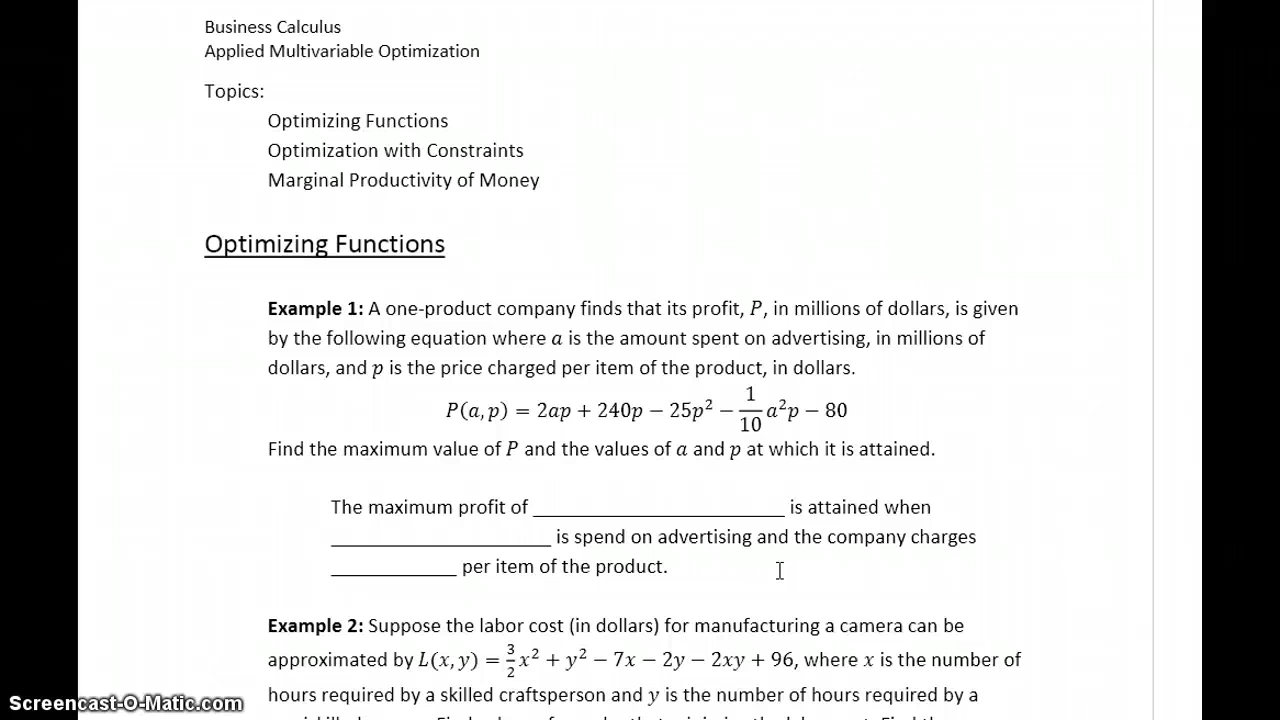 Business Calculus
Applied Multivariable Optimization
Topics:
Optimizing Functions
Optimization with Constraints
Marginal Productivity of Money
Optimizing Functions
Example 1: A one-product company finds that its profit, P, in millions of dollars, is given
by the following equation where a is the amount spent on advertising, in millions of
dollars, and p is the price charged per item of the product, in dollars.
P(a, p) = 2ap + 240p − 25p² − 1/10 a²p − 80
Find the maximum value of P and the values of a and p at which it is attained.
The maximum profit of ________________________ is attained when
_____________________ is spend on advertising and the company charges
____________ per item of the product.
Example 2: Suppose the labor cost (in dollars) for manufacturing a camera can be
approximated by L(x, y) = 3/2 x² + y² − 7x − 2y − 2xy + 96, where x is the number of
hours required by a skilled craftsperson and y is the number of hours required by a
Screencast-O-Matic.com